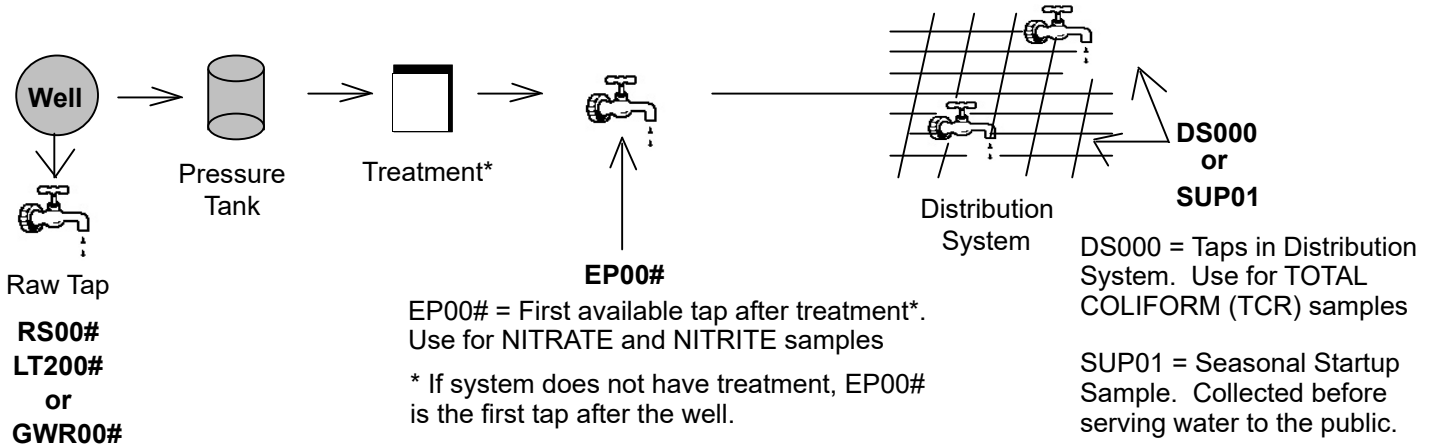 Well
Pressure
Tank
Treatment*
Raw Tap
RS00#
LT200#
or
GWR00#
EP00#
EP00# = First available tap after treatment*.
Use for NITRATE and NITRITE samples
* If system does not have treatment, EP00#
is the first tap after the well.
Distribution
System
DS000
or
SUP01
DS000 = Taps in Distribution
System. Use for TOTAL
COLIFORM (TCR) samples
SUP01 = Seasonal Startup
Sample. Collected before
serving water to the public.